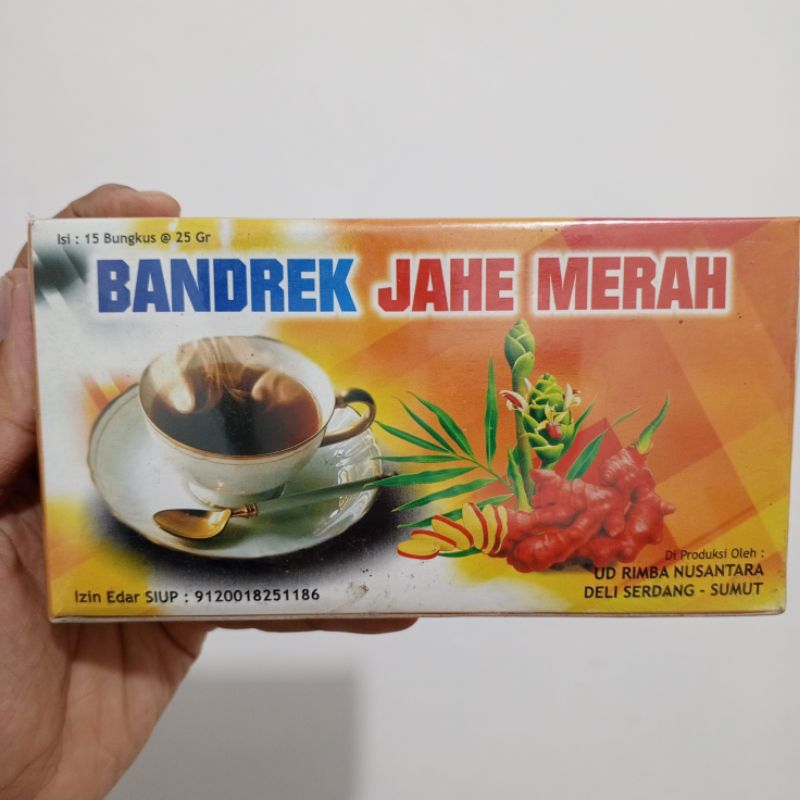 Isi : 15 Bungkus @ 25 Gr
BANDREK JAHE MERAH
Di Produksi Oleh :
UD RIMBA NUSANTARA
DELI SERDANG - SUMUT
Izin Edar SIUP : 9120018251186